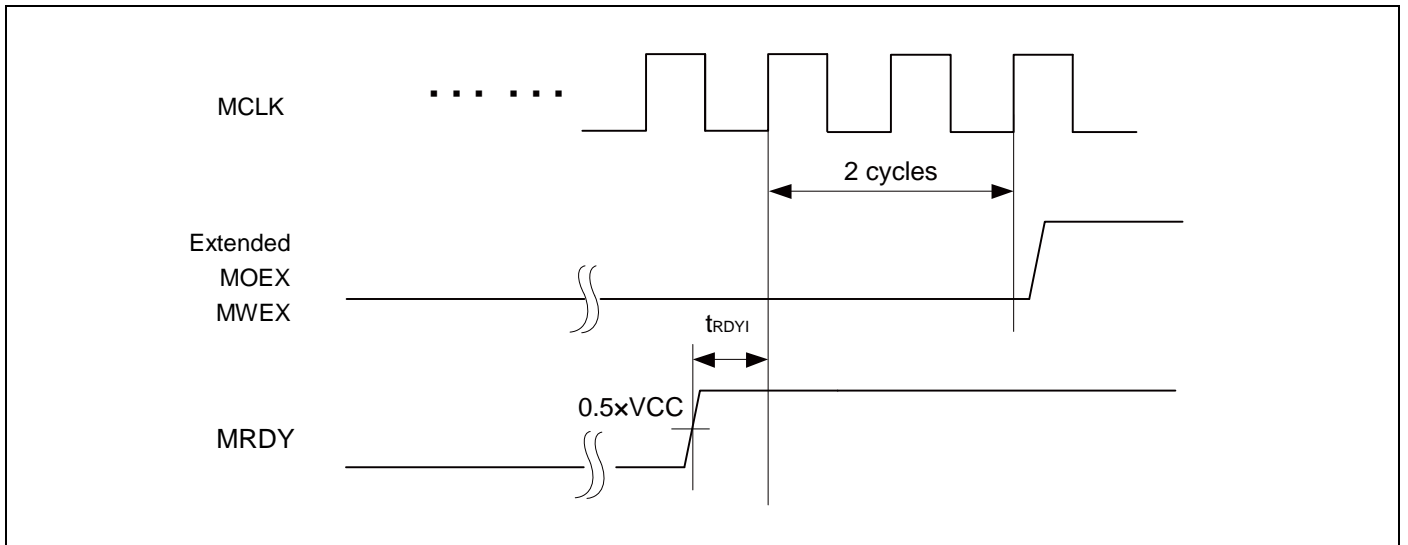 MCLK
2 cycles
Extended
MOEX
MWEX
tRDYI
0.5×VCC
MRDY